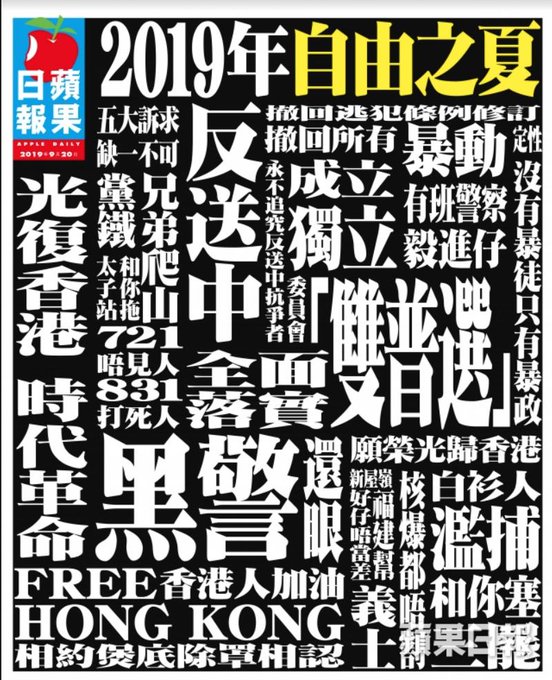 蘋果日報
APPLE DAILY
2019年9月20日
2019年自由之夏
光復香港
時代革命
五大訴求
缺一不可
黨鐵
太子站
和你拖
兄弟爬山
721
唔見人
831
打死人
反送中
撤回逃犯條例修訂
撤回所有暴動定性
永不追究反送中抗爭者
成立獨立委員會
有班警察
有毅進仔
沒有暴徒只有暴政
「雙普選」
全面落實
黑警
還眼
願榮光歸香港
新屋嶺
好仔唔當差
福建幫
義士
核爆都唔
白衫人
濫捕
和你塞
FREE
香港人加油
HONG KONG
相約煲底除罩相認
蘋果日報